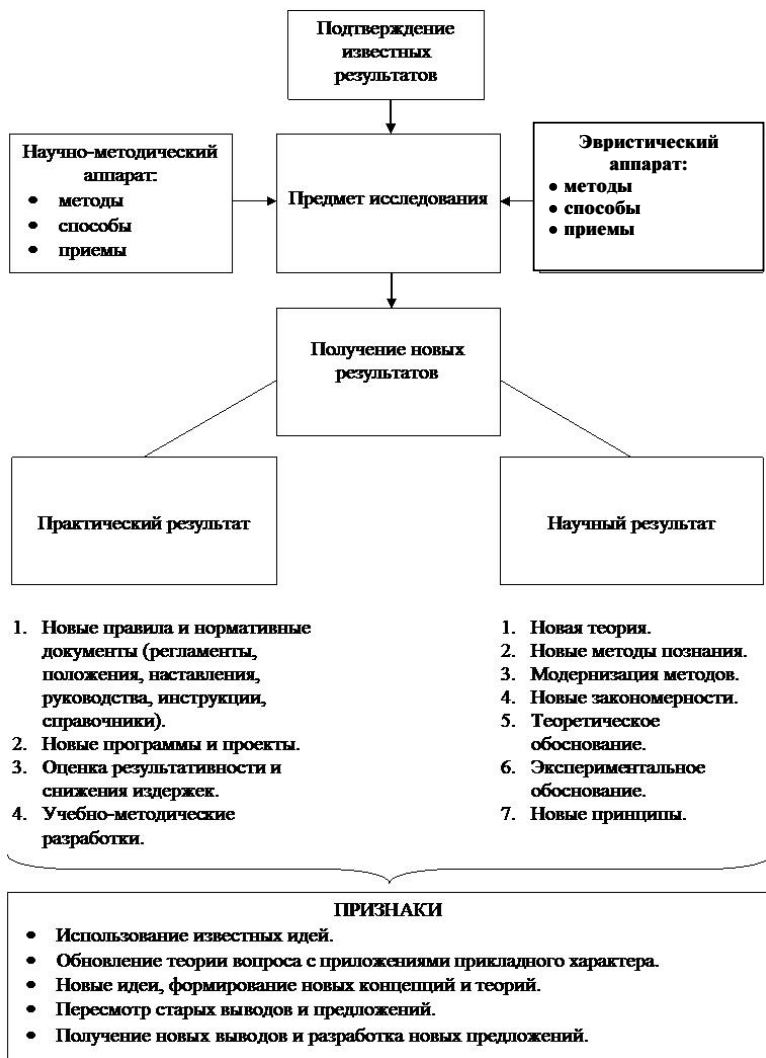 Подтверждение
известных
результатов
Научно-методический
аппарат:
• методы
• способы
• приемы
Предмет исследования
Эвристический
аппарат:
• методы
• способы
• приемы
Получение новых
результатов
Практический результат
Научный результат
1. Новые правила и нормативные
документы (регламенты,
положения, наставления,
руководства, инструкции,
справочники).
2. Новые программы и проекты.
3. Оценка результативности и
снижения издержек.
4. Учебно-методические
разработки.
1. Новая теория.
2. Новые методы познания.
3. Модернизация методов.
4. Новые закономерности.
5. Теоретическое
обоснование.
6. Экспериментальное
обоснование.
7. Новые принципы.
ПРИЗНАКИ
• Использование известных идей.
• Обновление теории вопроса с приложениями прикладного характера.
• Новые идеи, формирование новых концепций и теорий.
• Пересмотр старых выводов и предложений.
• Получение новых выводов и разработка новых предложений.